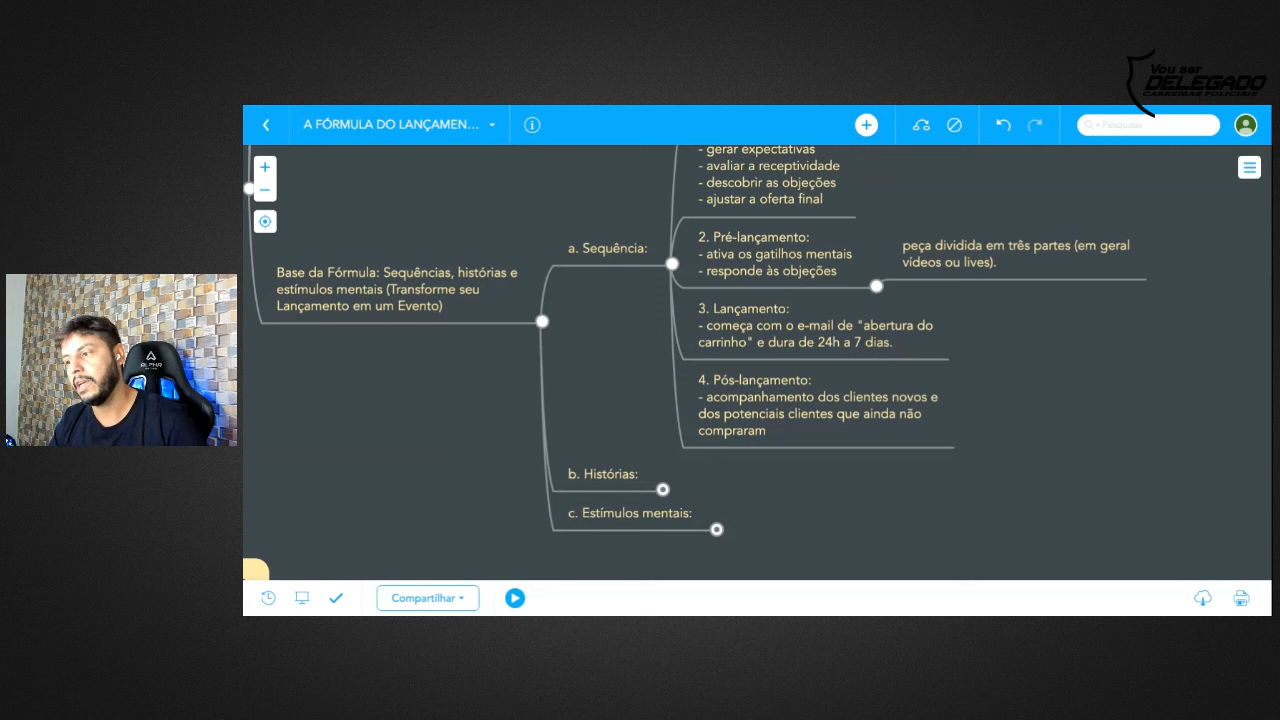 Vou ser
DELEGADO
CARREIRAS POLICIAIS
A FÓRMULA DO LANÇAMEN...
Pesquisas
- gerar expectativas
- avaliar a receptividade
- descobrir as objeções
- ajustar a oferta final
a. Sequência:
2. Pré-lançamento:
- ativa os gatilhos mentais
- responde às objeções
peça dividida em três partes (em geral
vídeos ou lives).
Base da Fórmula: Sequências, histórias e
estímulos mentais (Transforme seu
Lançamento em um Evento)
3. Lançamento:
- começa com o e-mail de "abertura do
carrinho" e dura de 24h a 7 dias.
4. Pós-lançamento:
- acompanhamento dos clientes novos e
dos potenciais clientes que ainda não
compraram
b. Histórias:
c. Estímulos mentais:
ALPHA
Compartilhar